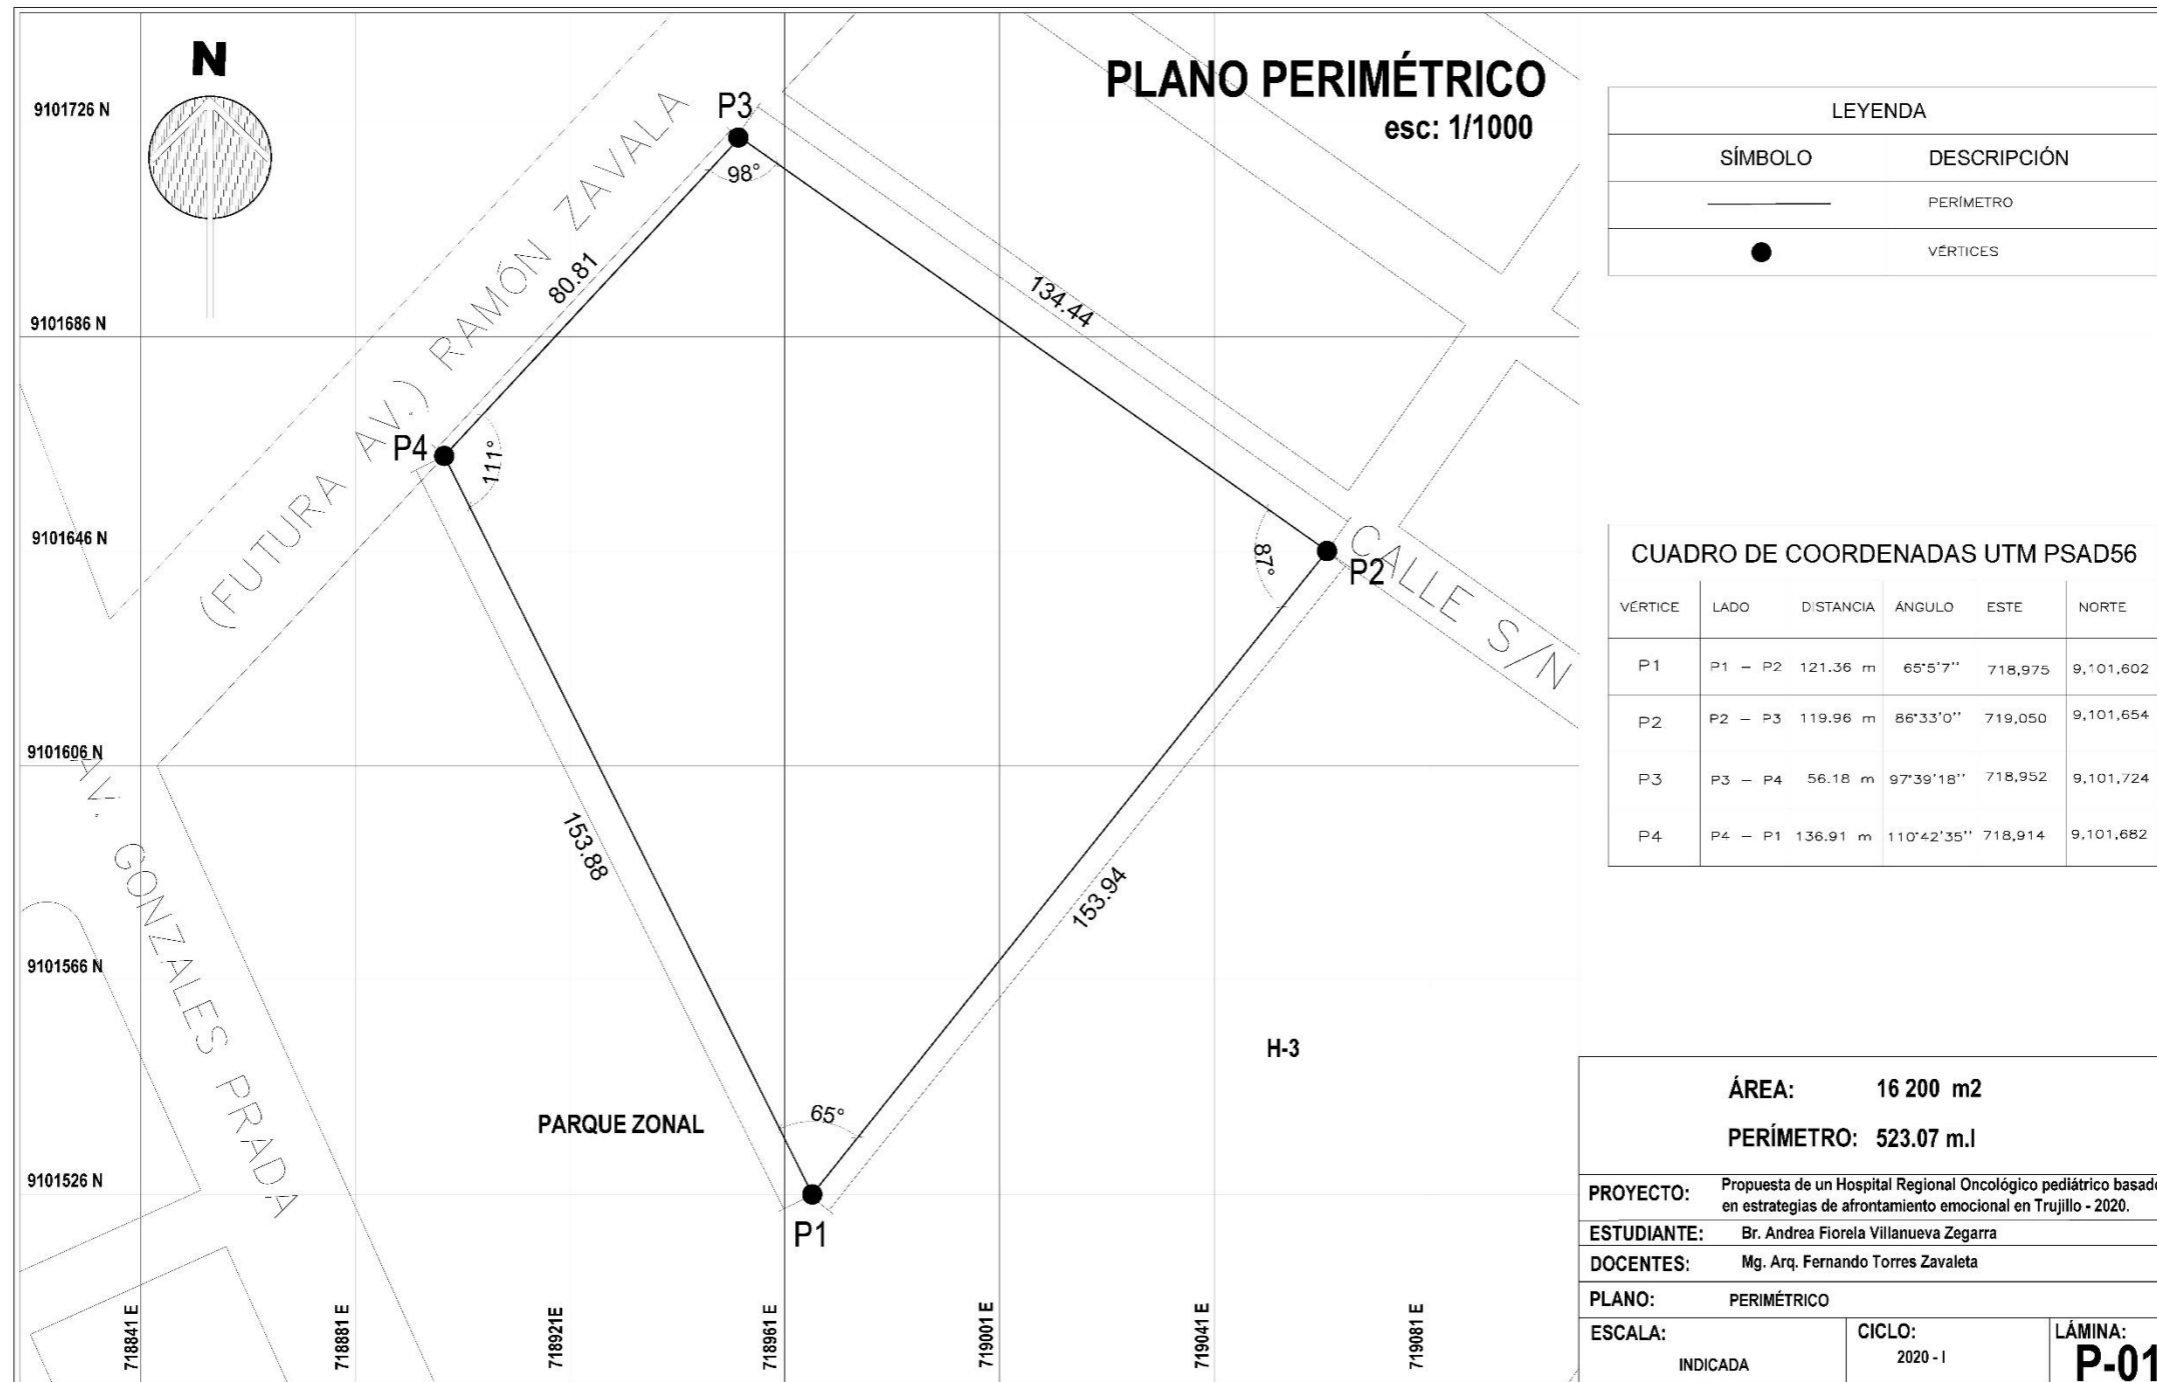 N
PLANO PERIMÉTRICO
esc: 1/1000
9101726 N
9101686 N
9101646 N
9101606 N
9101566 N
9101526 N
718841 E
718881 E
718921E
718961 E
719001 E
719041 E
719081 E
P3
98°
80.81
134.44
(FUTURA AV.) RAMÓN ZAVALA
P4
111°
87°
P2
CALLE S/N
AV. GONZALES PRADA
153.88
153.94
H-3
PARQUE ZONAL
65°
P1
LEYENDA
SÍMBOLO DESCRIPCIÓN
PERÍMETRO
VÉRTICES
CUADRO DE COORDENADAS UTM PSAD56
VÉRTICE LADO DISTANCIA ÁNGULO ESTE NORTE
P1 P1 – P2 121.36 m 65°5'7'' 718,975 9,101,602
P2 P2 – P3 119.96 m 86°33'0'' 719,050 9,101,654
P3 P3 – P4 56.18 m 97°39'18'' 718,952 9,101,724
P4 P4 – P1 136.91 m 110°42'35'' 718,914 9,101,682
ÁREA: 16 200 m2
PERÍMETRO: 523.07 m.l
PROYECTO: Propuesta de un Hospital Regional Oncológico pediátrico basado
en estrategias de afrontamiento emocional en Trujillo - 2020.
ESTUDIANTE: Br. Andrea Fiorela Villanueva Zegarra
DOCENTES: Mg. Arq. Fernando Torres Zavaleta
PLANO: PERIMÉTRICO
ESCALA: CICLO: LÁMINA:
INDICADA 2020 - I P-01